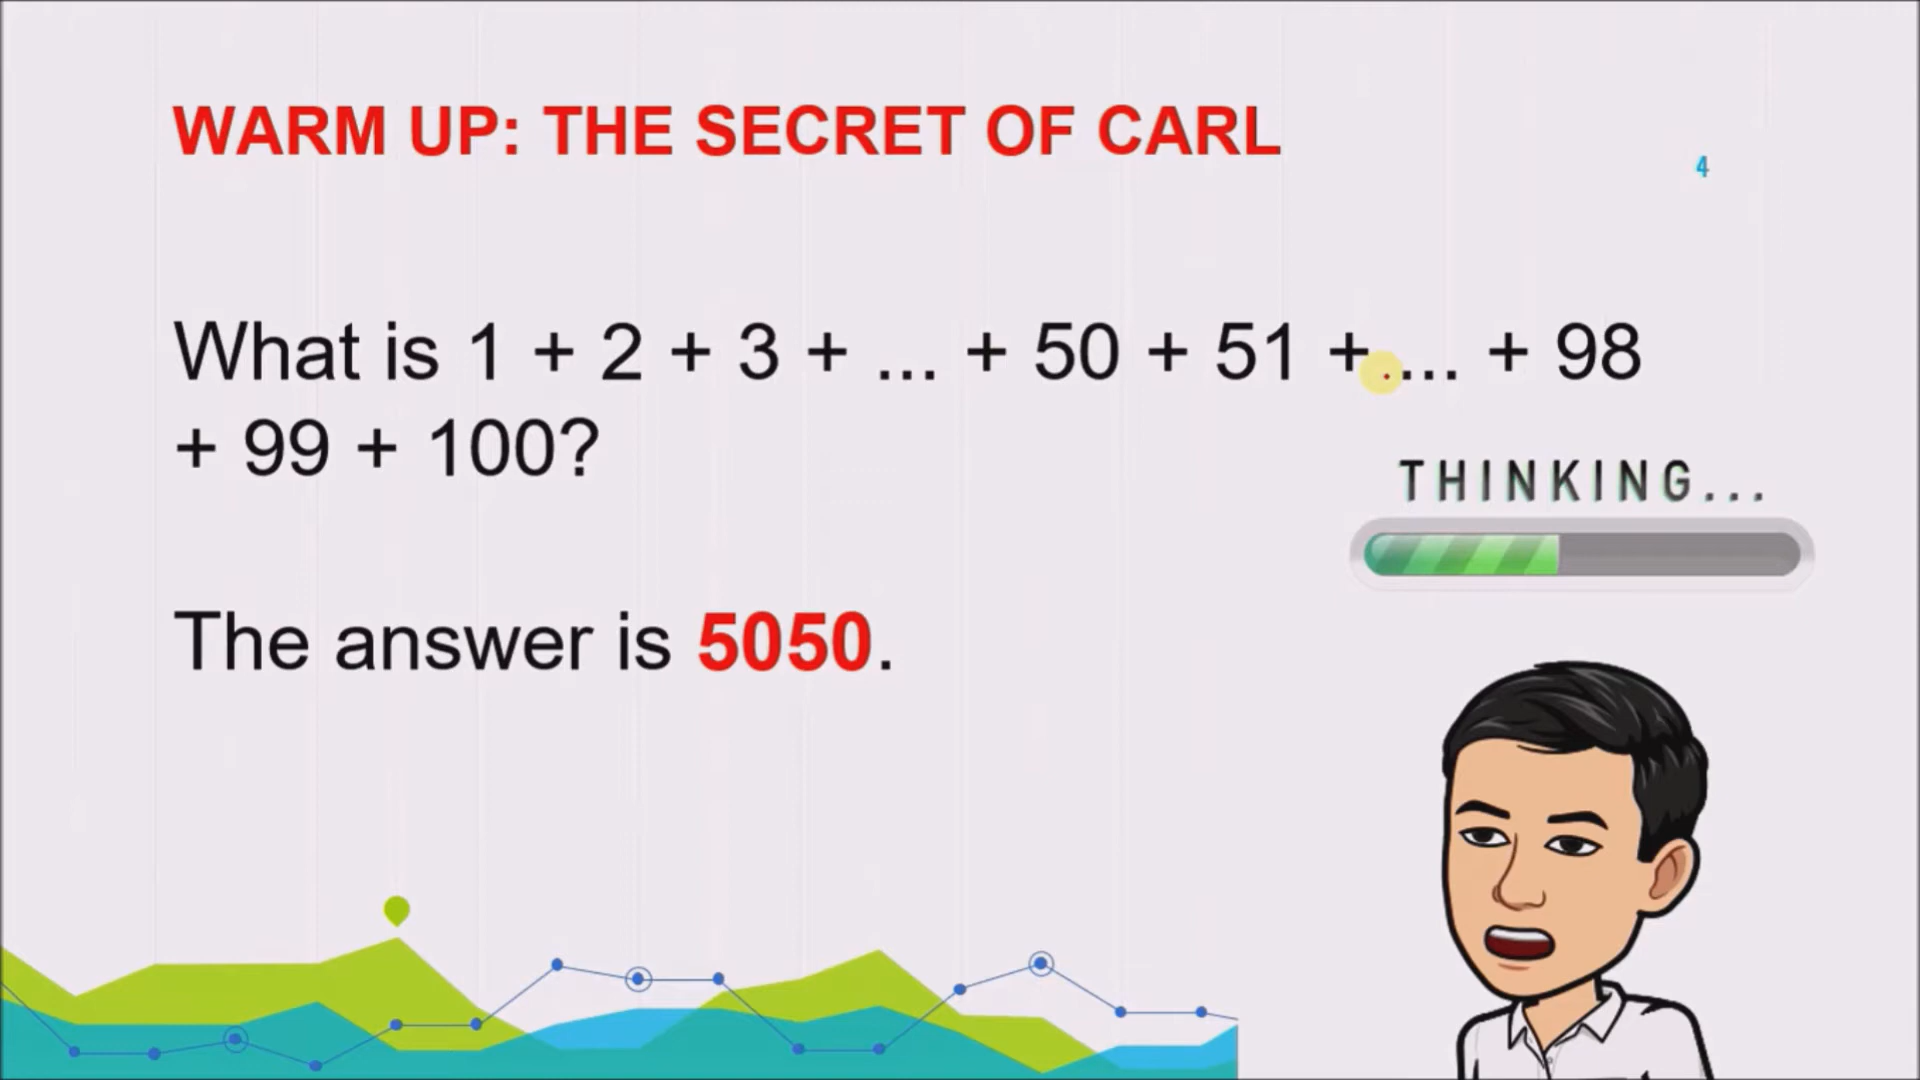 WARM UP: THE SECRET OF CARL
4
What is 1 + 2 + 3 + ... + 50 + 51 + ... + 98
+ 99 + 100?
THINKING...
The answer is 5050.